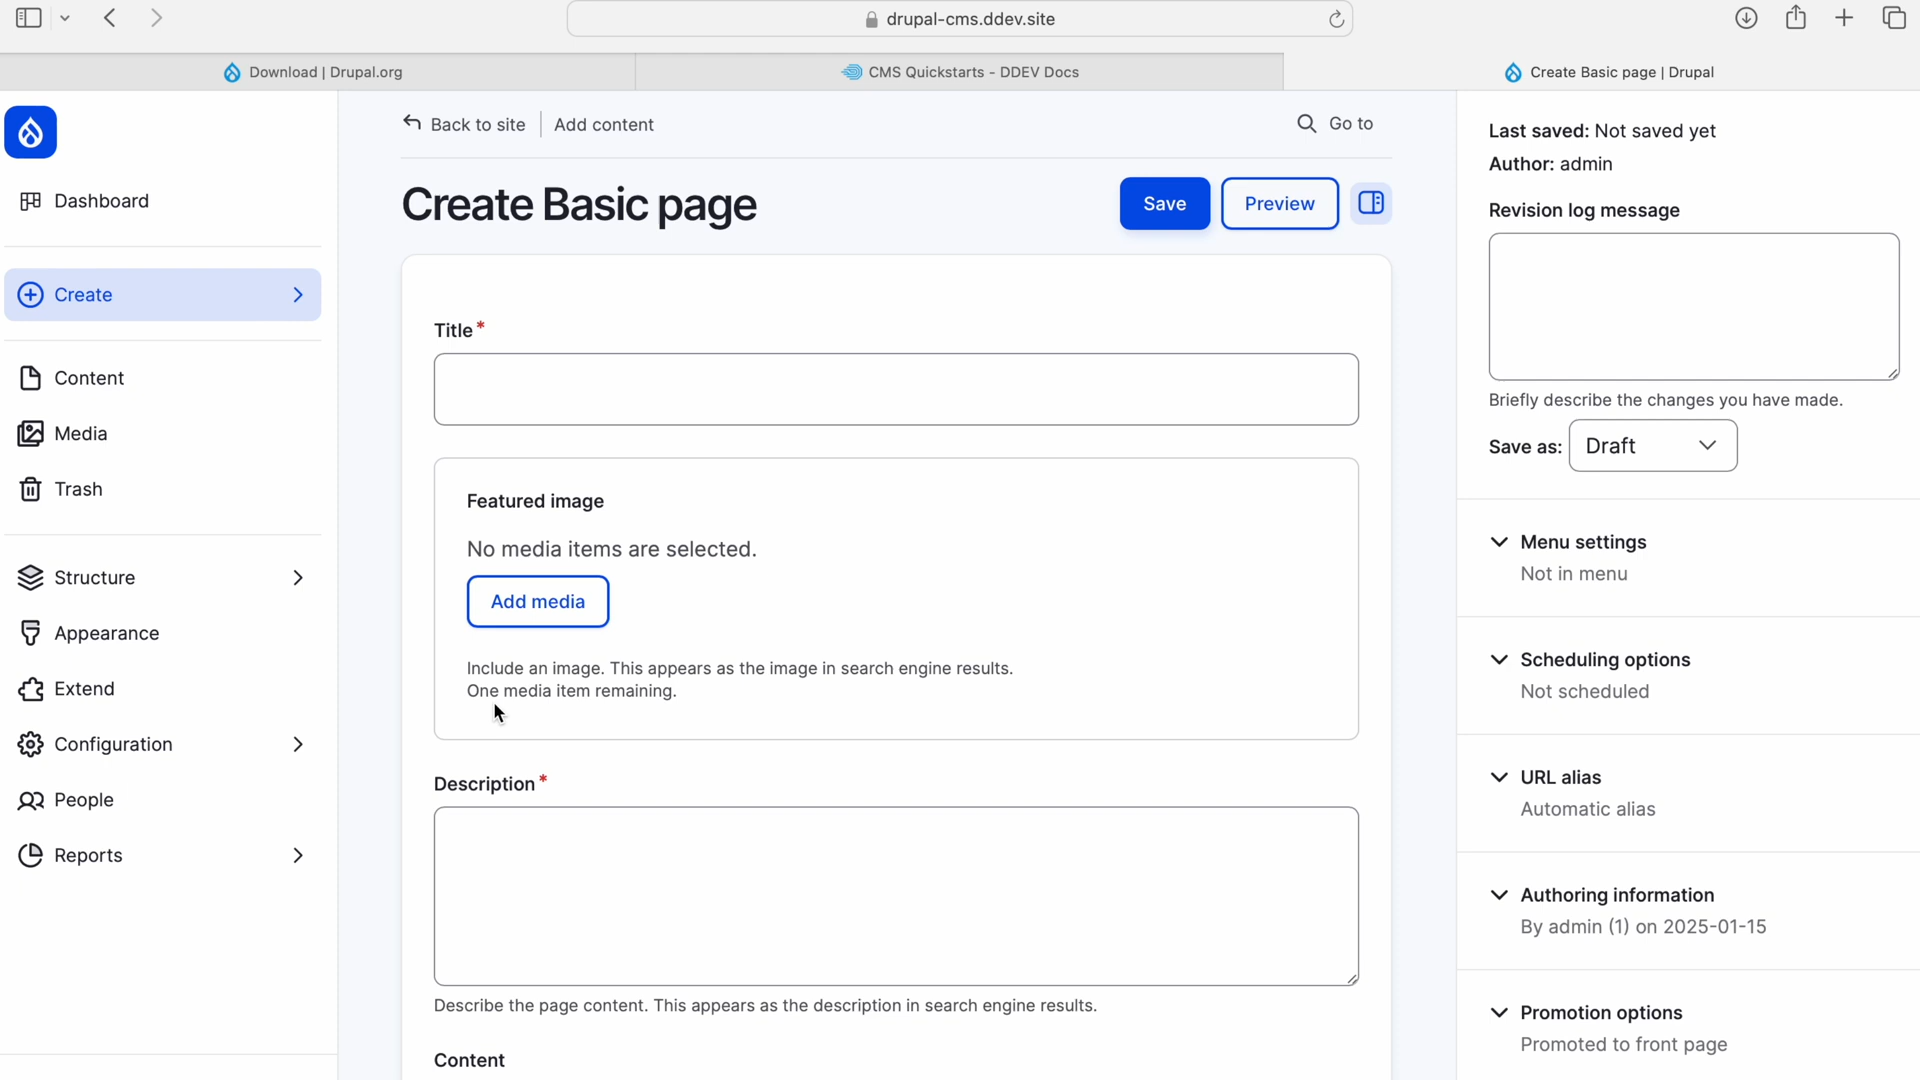 drupal-cms.ddev.site
Download | Drupal.org
CMS Quickstarts - DDEV Docs
Create Basic page | Drupal
Dashboard
Create
Content
Media
Trash
Structure
Appearance
Extend
Configuration
People
Reports
Back to site
Add content
Go to
Create Basic page
Save
Preview
Title*
Featured image
No media items are selected.
Add media
Include an image. This appears as the image in search engine results.
One media item remaining.
Description*
Describe the page content. This appears as the description in search engine results.
Content
Last saved: Not saved yet
Author: admin
Revision log message
Briefly describe the changes you have made.
Save as: Draft
Menu settings
Not in menu
Scheduling options
Not scheduled
URL alias
Automatic alias
Authoring information
By admin (1) on 2025-01-15
Promotion options
Promoted to front page